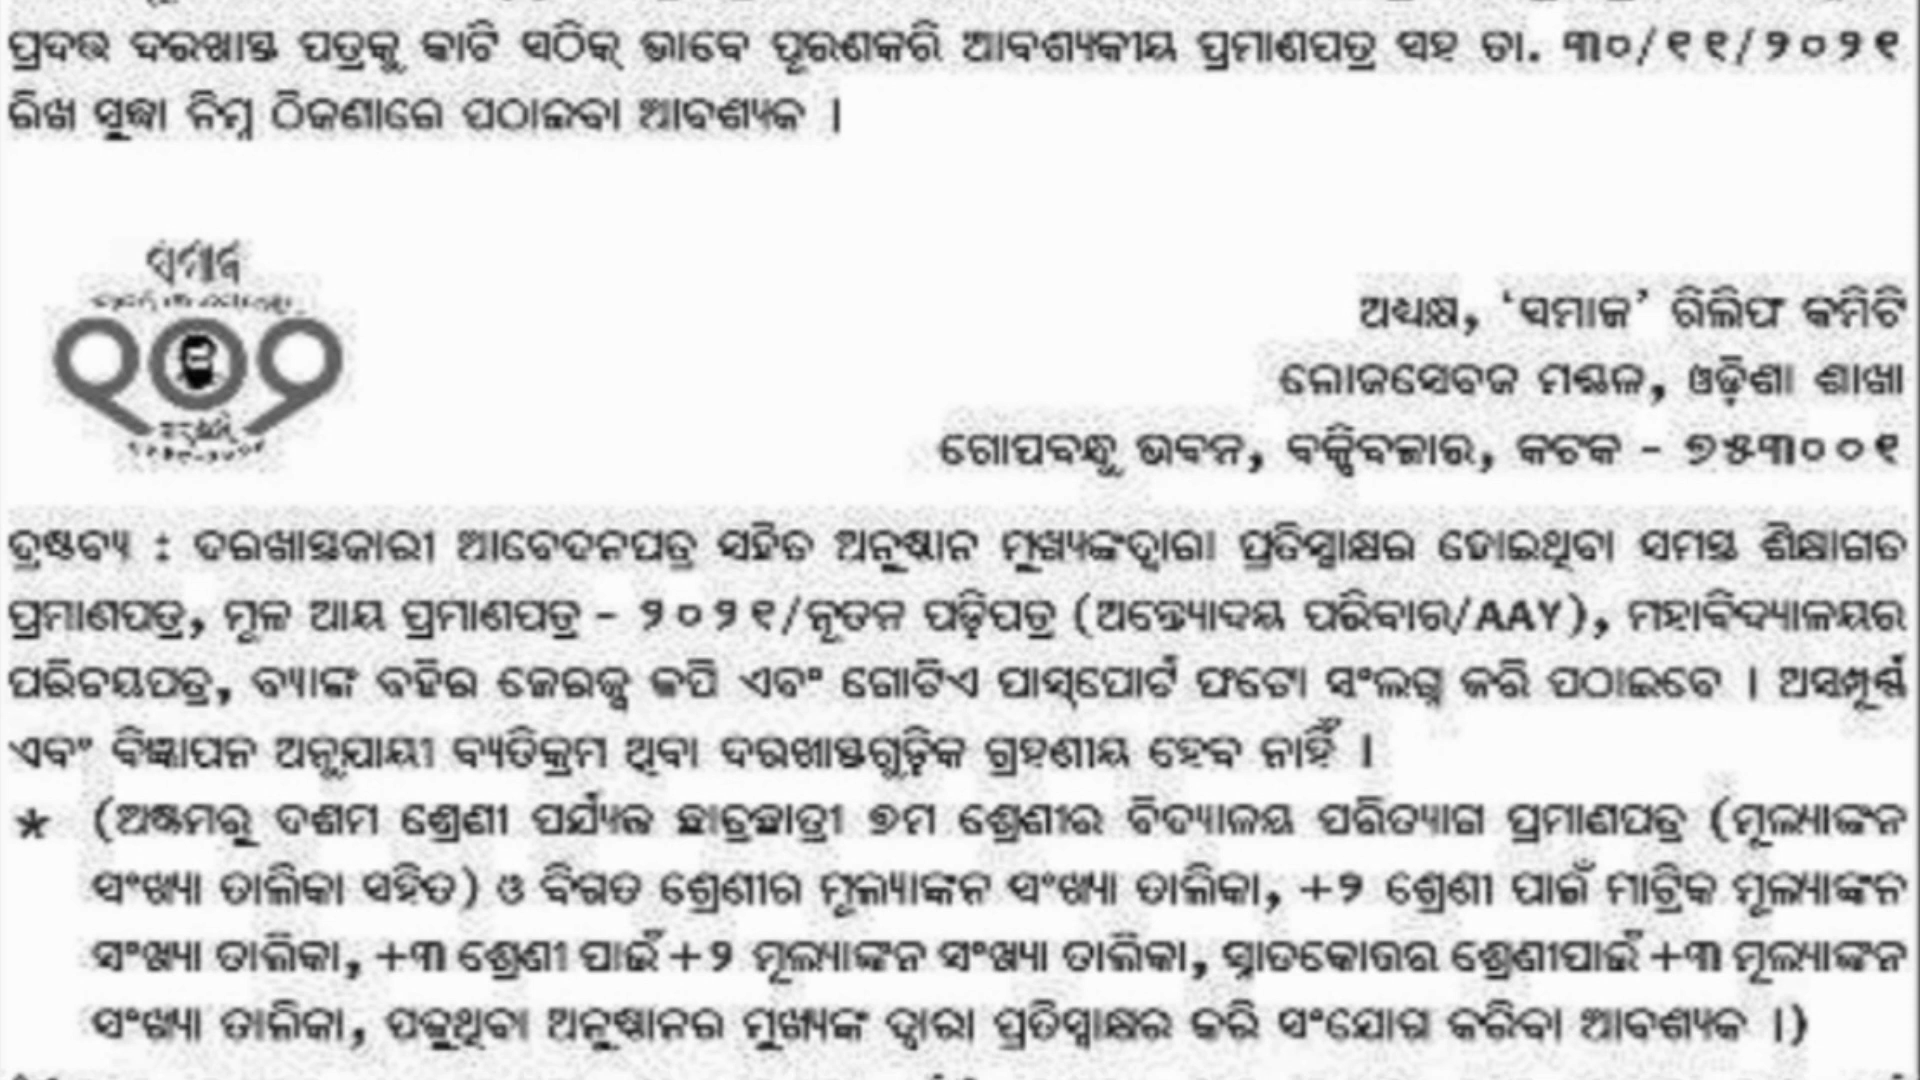 ପ୍ରଦତ୍ତ ଦରଖାସ୍ତ ପତ୍ରକୁ କାଟି ସଠିକ୍ ଭାବେ ପୂରଣକରି ଆବଶ୍ୟକୀୟ ପ୍ରମାଣପତ୍ର ସହ ତା. ୩୦/୧୧/୨୦୨୧
ରିଖ ସୁଦ୍ଧା ନିମ୍ନ ଠିକଣାରେ ପଠାଇବା ଆବଶ୍ୟକ ।
ସମାଜ
୧୦୨
ଅଧ୍ୟକ୍ଷ, ‘ସମାଜ’ ରିଲିଫ କମିଟି
ଲୋକସେବକ ମଣ୍ଡଳ, ଓଡ଼ିଶା ଶାଖା
ଗୋପବନ୍ଧୁ ଭବନ, ବକ୍ସିବଜାର, କଟକ - ୭୫୩୦୦୧
ଦ୍ରଷ୍ଟବ୍ୟ : ଦରଖାସ୍ତକାରୀ ଆବେଦନପତ୍ର ସହିତ ଅନୁଷ୍ଠାନ ମୁଖ୍ୟଙ୍କଦ୍ୱାରା ପ୍ରତିସ୍ୱାକ୍ଷର ହୋଇଥିବା ସମସ୍ତ ଶିକ୍ଷାଗତ
ପ୍ରମାଣପତ୍ର, ମୂଳ ଆୟ ପ୍ରମାଣପତ୍ର - ୨୦୨୧/ନୂତନ ପଢ଼ିପତ୍ର (ଅନ୍ତ୍ୟୋଦୟ ପରିବାର/AAY), ମହାବିଦ୍ୟାଳୟର
ପରିଚୟପତ୍ର, ବ୍ୟାଙ୍କ ବହିର ଜେରକ୍ସ କପି ଏବଂ ଗୋଟିଏ ପାସ୍‌ପୋର୍ଟ ଫଟୋ ସଂଲଗ୍ନ କରି ପଠାଇବେ । ଅସମ୍ପୂର୍ଣ୍ଣ
ଏବଂ ବିଜ୍ଞାପନ ଅନୁଯାୟୀ ବ୍ୟତିକ୍ରମ ଥିବା ଦରଖାସ୍ତଗୁଡ଼ିକ ଗ୍ରହଣୀୟ ହେବ ନାହିଁ ।
* (ଅଷ୍ଟମରୁ ଦଶମ ଶ୍ରେଣୀ ପର୍ଯ୍ୟନ୍ତ ଛାତ୍ରଛାତ୍ରୀ ୭ମ ଶ୍ରେଣୀର ବିଦ୍ୟାଳୟ ପରିତ୍ୟାଗ ପ୍ରମାଣପତ୍ର (ମୂଲ୍ୟାଙ୍କନ
ସଂଖ୍ୟା ତାଲିକା ସହିତ) ଓ ବିଗତ ଶ୍ରେଣୀର ମୂଲ୍ୟାଙ୍କନ ସଂଖ୍ୟା ତାଲିକା, +୨ ଶ୍ରେଣୀ ପାଇଁ ମାଟ୍ରିକ ମୂଲ୍ୟାଙ୍କନ
ସଂଖ୍ୟା ତାଲିକା, +୩ ଶ୍ରେଣୀ ପାଇଁ +୨ ମୂଲ୍ୟାଙ୍କନ ସଂଖ୍ୟା ତାଲିକା, ସ୍ନାତକୋତ୍ତର ଶ୍ରେଣୀପାଇଁ +୩ ମୂଲ୍ୟାଙ୍କନ
ସଂଖ୍ୟା ତାଲିକା, ପଢୁଥିବା ଅନୁଷ୍ଠାନର ମୁଖ୍ୟଙ୍କ ଦ୍ୱାରା ପ୍ରତିସ୍ୱାକ୍ଷର କରି ସଂଯୋଗ କରିବା ଆବଶ୍ୟକ ।)